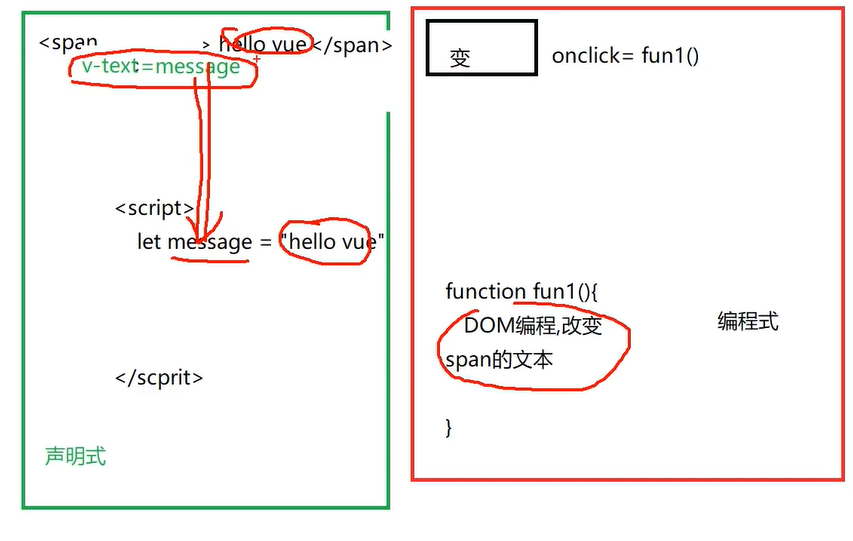 <span > hello vue </span>
v-text=message
<script>
let message = "hello vue"
</scprit>
声明式
变 onclick= fun1()
function fun1(){
DOM编程,改变
span的文本
}
编程式